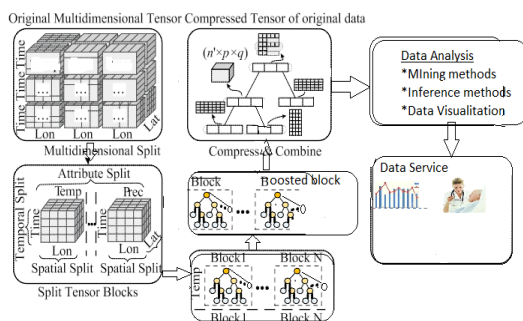 Original Multidimensional Tensor Compressed Tensor of original data
Time Time Time
Lon Lon Lat
Multidimensional Split
(n'×p×q)
Compress & Combine
Data Analysis
*MIning methods
*Inference methods
*Data Visualitation
Data Service
Attribute Split
Temp Prec
Temporal Split
Time Time
Lon Lon Lat
Spatial Split Spatial Split
Split Tensor Blocks
Block Boosted block
Temp
Block1 Block N
Block1 Block N